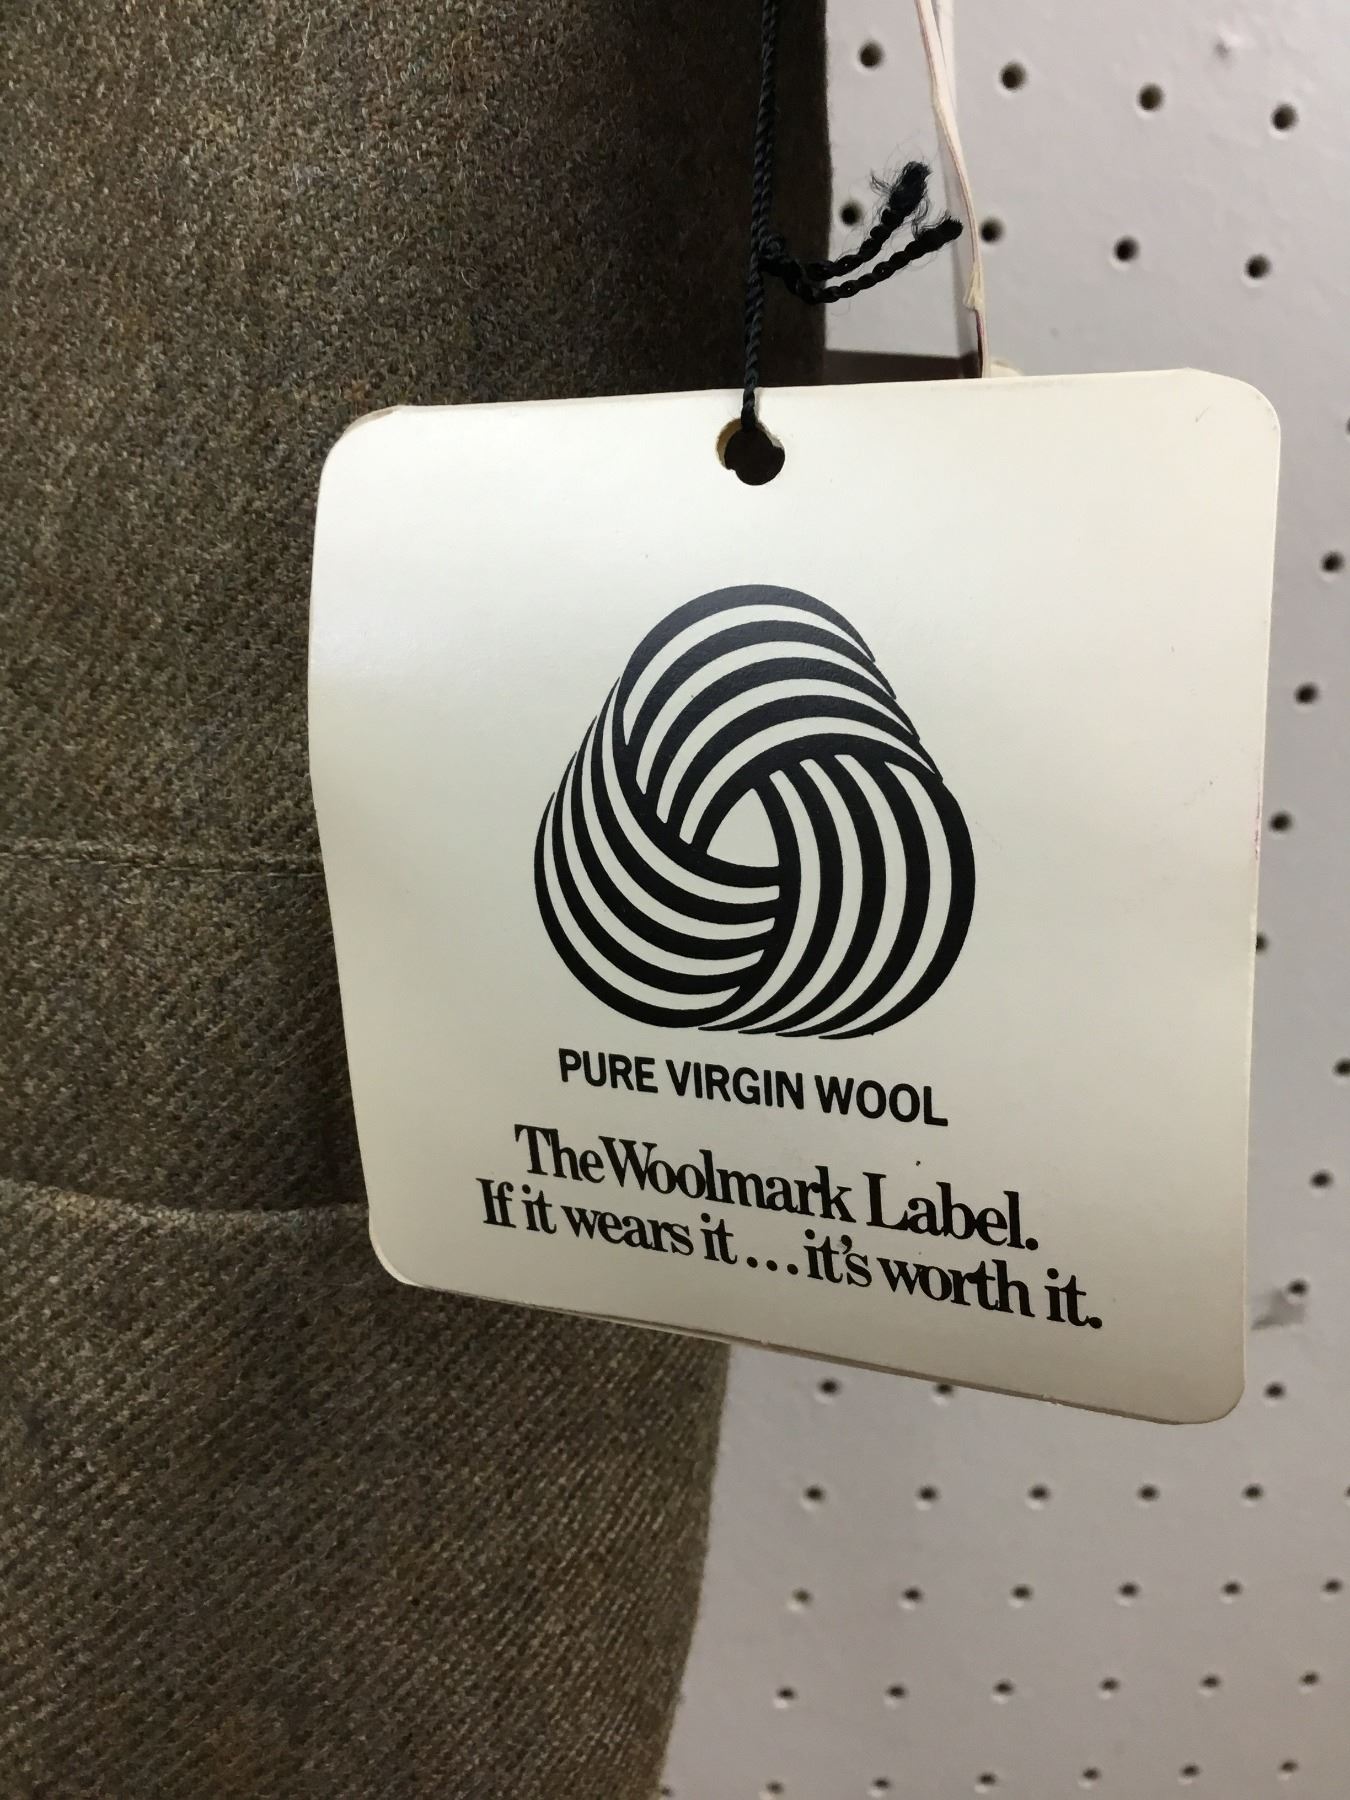 PURE VIRGIN WOOL
The Woolmark Label.
If it wears it...it's worth it.